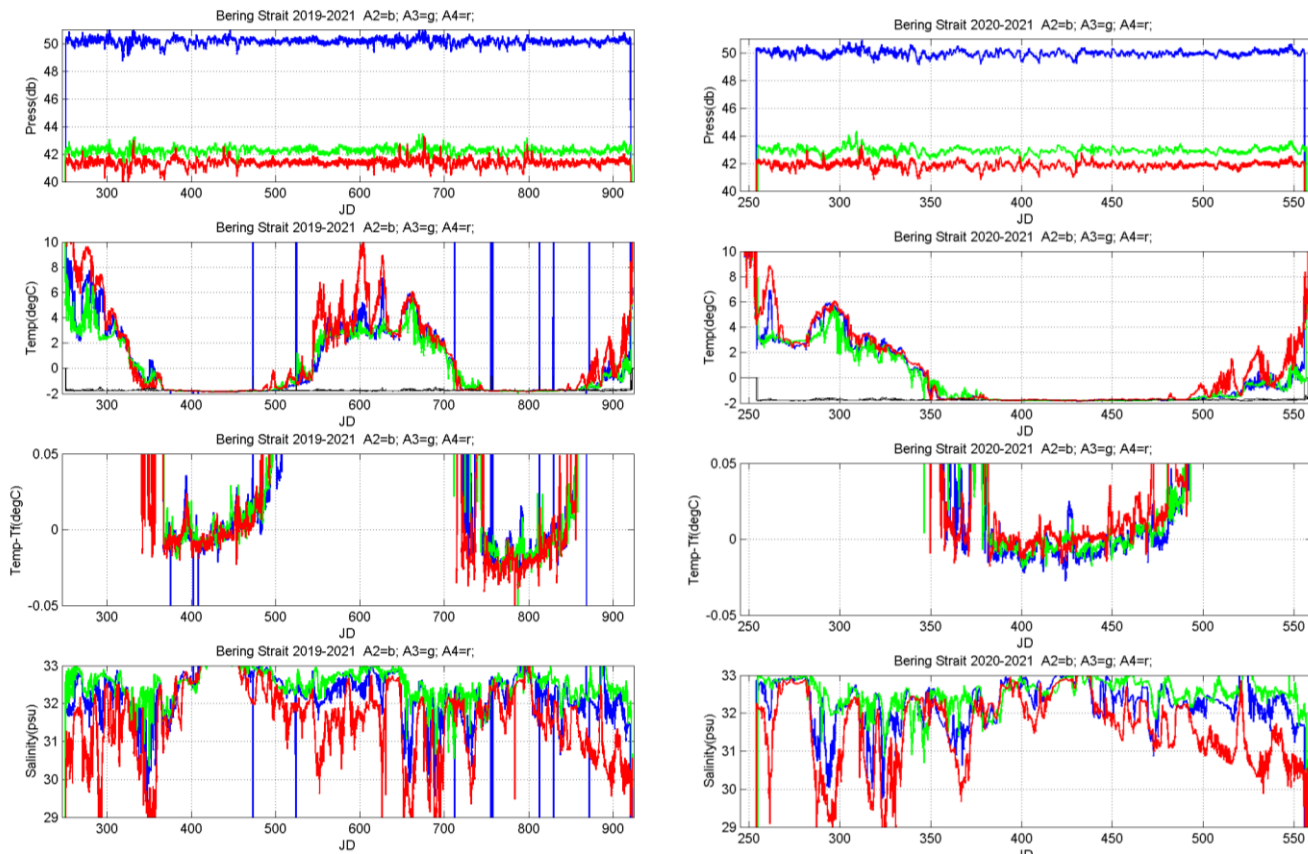 Bering Strait 2019-2021 A2=b; A3=g; A4=r;
Press(db)
50
48
46
44
42
40
300 400 500 600 700 800 900
JD
Bering Strait 2019-2021 A2=b; A3=g; A4=r;
Temp(degC)
10
8
6
4
2
0
-2
300 400 500 600 700 800 900
JD
Bering Strait 2019-2021 A2=b; A3=g; A4=r;
Temp-Tf(degC)
0.05
0
-0.05
300 400 500 600 700 800 900
JD
Bering Strait 2019-2021 A2=b; A3=g; A4=r;
Salinity(psu)
33
32
31
30
29
300 400 500 600 700 800 900
JD
Bering Strait 2020-2021 A2=b; A3=g; A4=r;
Press(db)
50
48
46
44
42
40
250 300 350 400 450 500 550
JD
Bering Strait 2020-2021 A2=b; A3=g; A4=r;
Temp(degC)
10
8
6
4
2
0
-2
250 300 350 400 450 500 550
JD
Bering Strait 2020-2021 A2=b; A3=g; A4=r;
Temp-Tf(degC)
0.05
0
-0.05
250 300 350 400 450 500 550
JD
Bering Strait 2020-2021 A2=b; A3=g; A4=r;
Salinity(psu)
33
32
31
30
29
250 300 350 400 450 500 550
JD